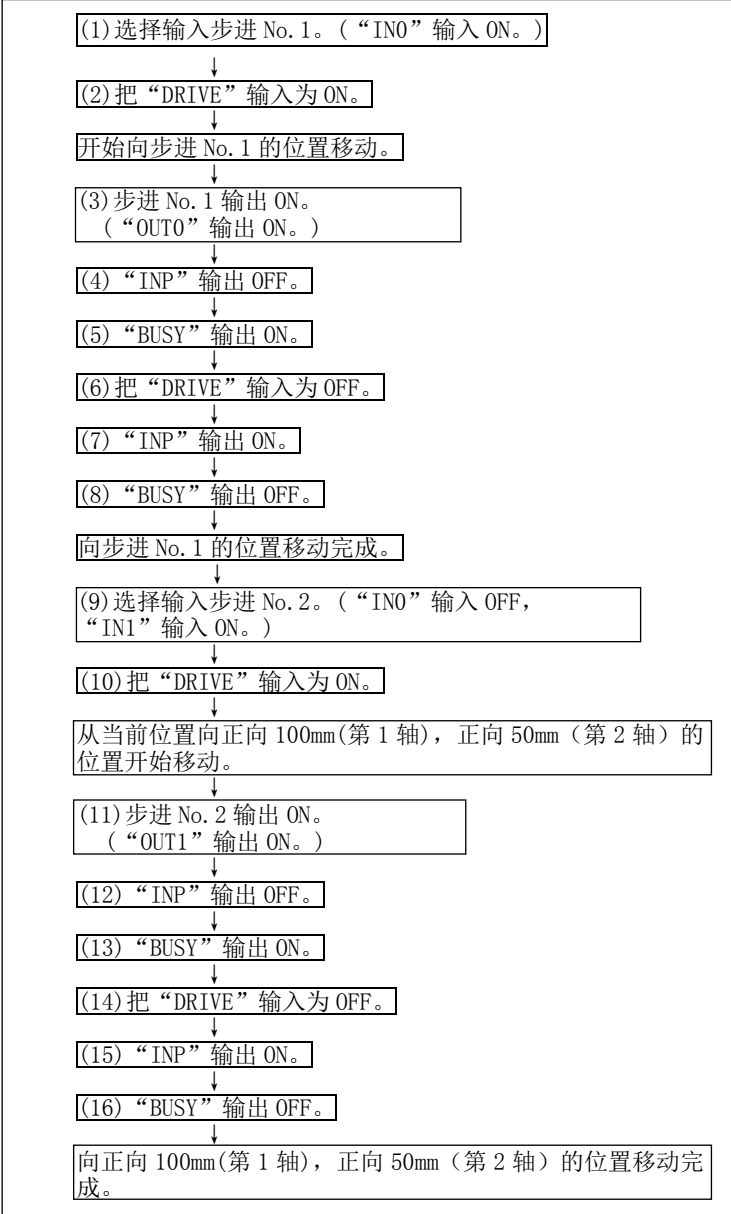 (1)选择输入步进 No.1。(“IN0”输入 ON。)
↓
(2)把“DRIVE”输入为 ON。
↓
开始向步进 No.1 的位置移动。
↓
(3)步进 No.1 输出 ON。
(“OUT0”输出 ON。)
↓
(4) “INP”输出 OFF。
↓
(5) “BUSY”输出 ON。
↓
(6)把“DRIVE”输入为 OFF。
↓
(7) “INP”输出 ON。
↓
(8) “BUSY”输出 OFF。
↓
向步进 No.1 的位置移动完成。
↓
(9)选择输入步进 No.2。(“IN0”输入 OFF,
“IN1”输入 ON。)
↓
(10)把“DRIVE”输入为 ON。
↓
从当前位置向正向 100mm(第 1 轴), 正向 50mm（第 2 轴）的
位置开始移动。
↓
(11)步进 No.2 输出 ON。
(“OUT1”输出 ON。)
↓
(12) “INP”输出 OFF。
↓
(13) “BUSY”输出 ON。
↓
(14)把“DRIVE”输入为 OFF。
↓
(15) “INP”输出 ON。
↓
(16) “BUSY”输出 OFF。
↓
向正向 100mm(第 1 轴), 正向 50mm（第 2 轴）的位置移动完
成。